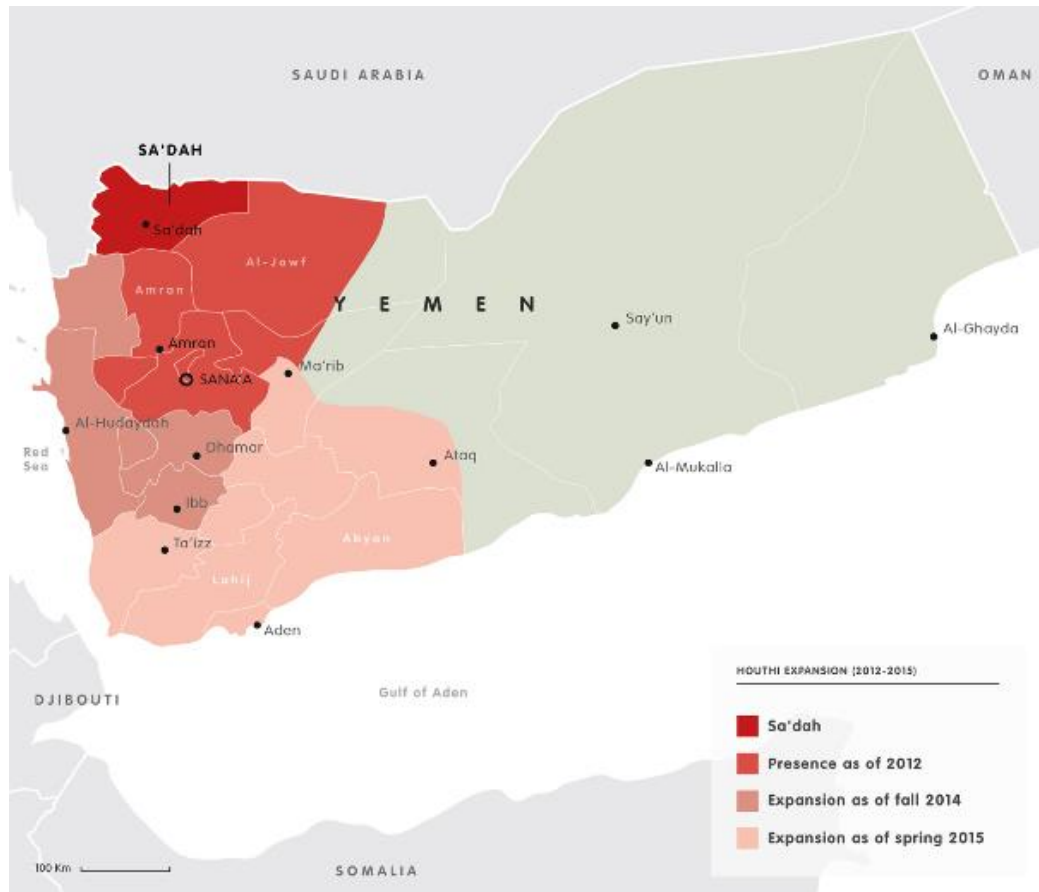 SAUDI ARABIA
OMAN
SA'DAH
Sa'dah
Al-Jawf
Amran
YEMEN
Say'un
Al-Ghayda
Amran
Ma'rib
SANA'A
Al-Hudaydah
Red
Sea
Dhamar
Ataq
Al-Mukalla
Ibb
Ta'izz
Abyan
Lahij
Aden
HOUTHI EXPANSION (2012-2015)
DJIBOUTI
Gulf of Aden
Sa'dah
Presence as of 2012
Expansion as of fall 2014
Expansion as of spring 2015
100 Km
SOMALIA